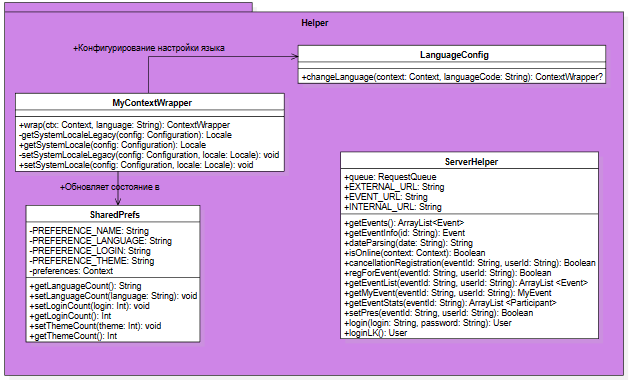 Helper
+Конфигурирование настройки языка
LanguageConfig
+changeLanguage(context: Context, languageCode: String): ContextWrapper?
MyContextWrapper
+wrap(ctx: Context, language: String): ContextWrapper
-getSystemLocaleLegacy(config: Configuration): Locale
+getSystemLocale(config: Configuration): Locale
-setSystemLocaleLegacy(config: Configuration, locale: Locale): void
+setSystemLocale(config: Configuration, locale: Locale): void
+Обновляет состояние в
SharedPrefs
-PREFERENCE_NAME: String
-PREFERENCE_LANGUAGE: String
-PREFERENCE_LOGIN: String
-PREFERENCE_THEME: String
-preferences: Context
+getLanguageCount(): String
+setLanguageCount(language: String): void
+setLoginCount(login: Int): void
+getLoginCount(): Int
+setThemeCount(theme: Int): void
+getThemeCount(): Int
ServerHelper
+queue: RequestQueue
+EXTERNAL_URL: String
+EVENT_URL: String
+INTERNAL_URL: String
+getEvents(): ArrayList<Event>
+getEventInfo(id: String): Event
+dateParsing(date: String): String
+isOnline(context: Context): Boolean
+cancellationRegistration(eventId: String, userId: String): Boolean
+regForEvent(eventId: String, userId: String): Boolean
+getEventList(eventId: String, userId: String): ArrayList <Event>
+getMyEvent(eventId: String, userId: String): MyEvent
+getEventStats(eventId: String): ArrayList <Participant>
+setPres(eventId: String, userId: String): Boolean
+login(login: String, password: String): User
+loginLK(): User